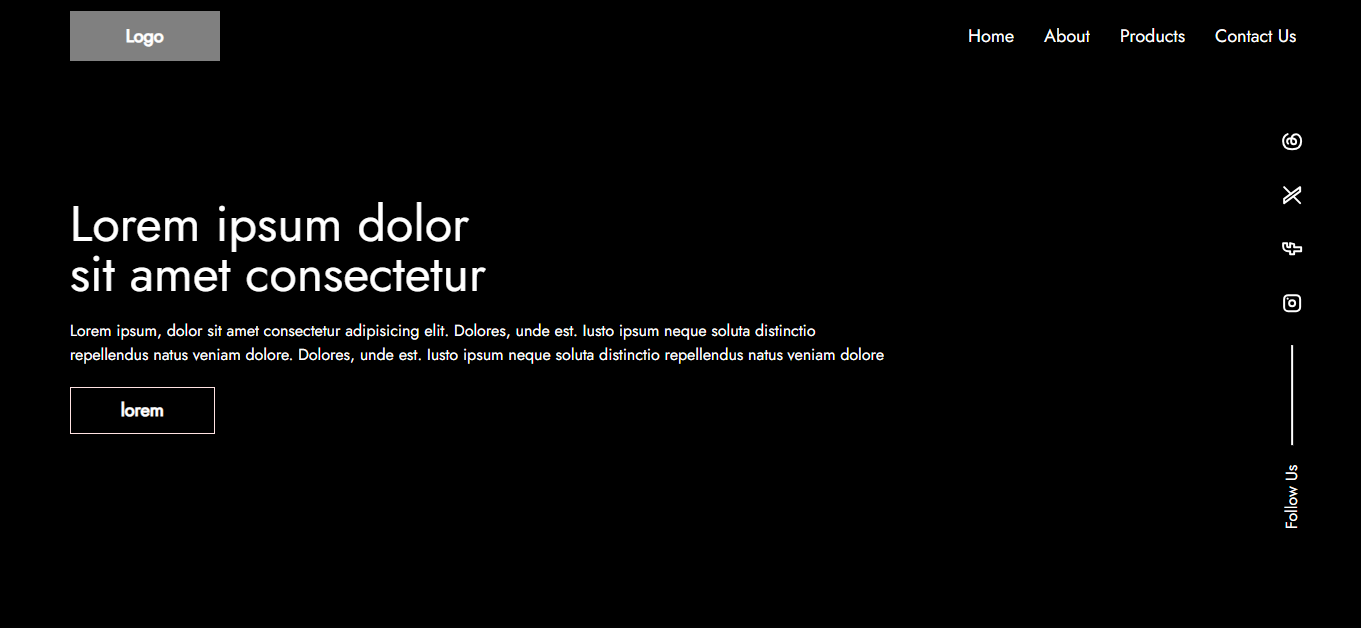 Logo
Home
About
Products
Contact Us
Lorem ipsum dolor
sit amet consectetur
Lorem ipsum, dolor sit amet consectetur adipisicing elit. Dolores, unde est. Iusto ipsum neque soluta distinctio
repellendus natus veniam dolore. Dolores, unde est. Iusto ipsum neque soluta distinctio repellendus natus veniam dolore
lorem
Follow Us